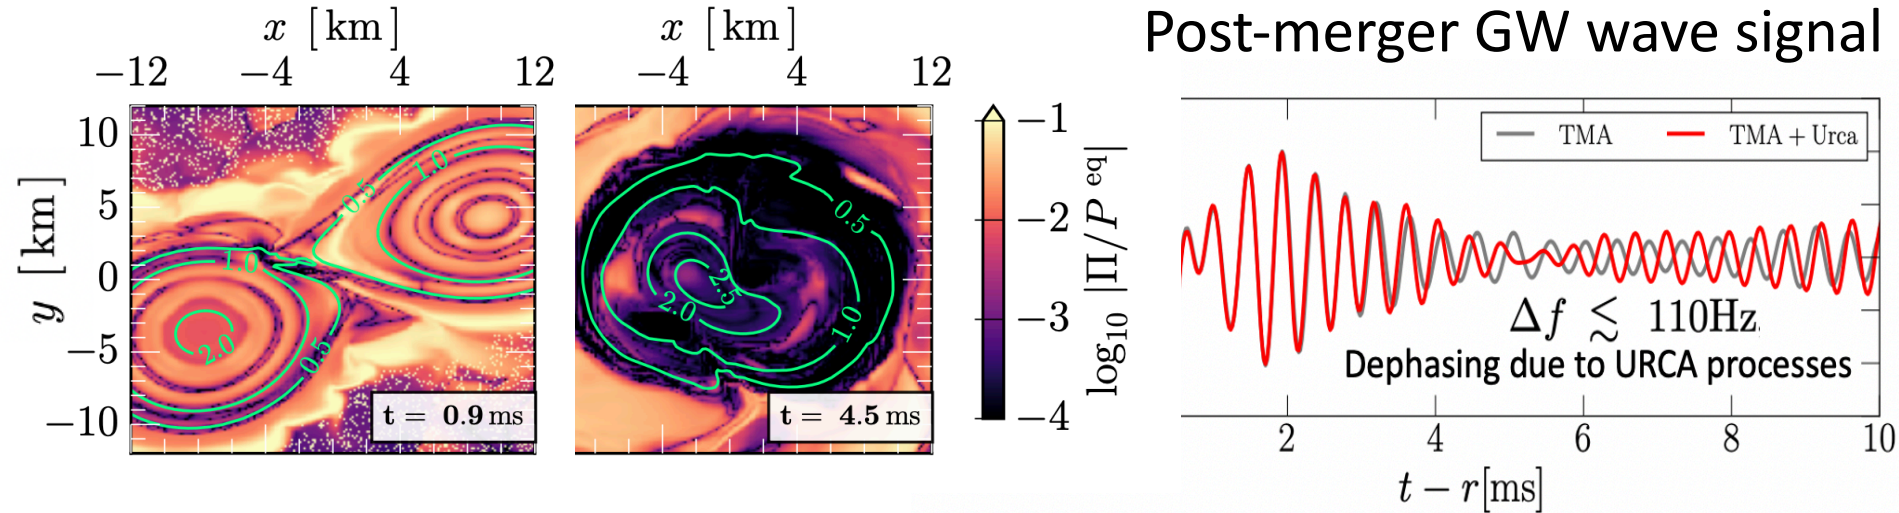 x [km]
−12 −4 4 12
10
5
0
−5
−10
y [km]
0.5
1.0
1.0
0.5
2.0
t = 0.9 ms
x [km]
−4 4 12
0.5
2.5
2.0
1.0
t = 4.5 ms
−1
−2
−3
−4
log₁₀ |Π/P eq|
Post-merger GW wave signal
TMA TMA + Urca
Δf ≲ 110Hz
Dephasing due to URCA processes
2 4 6 8 10
t − r[ms]